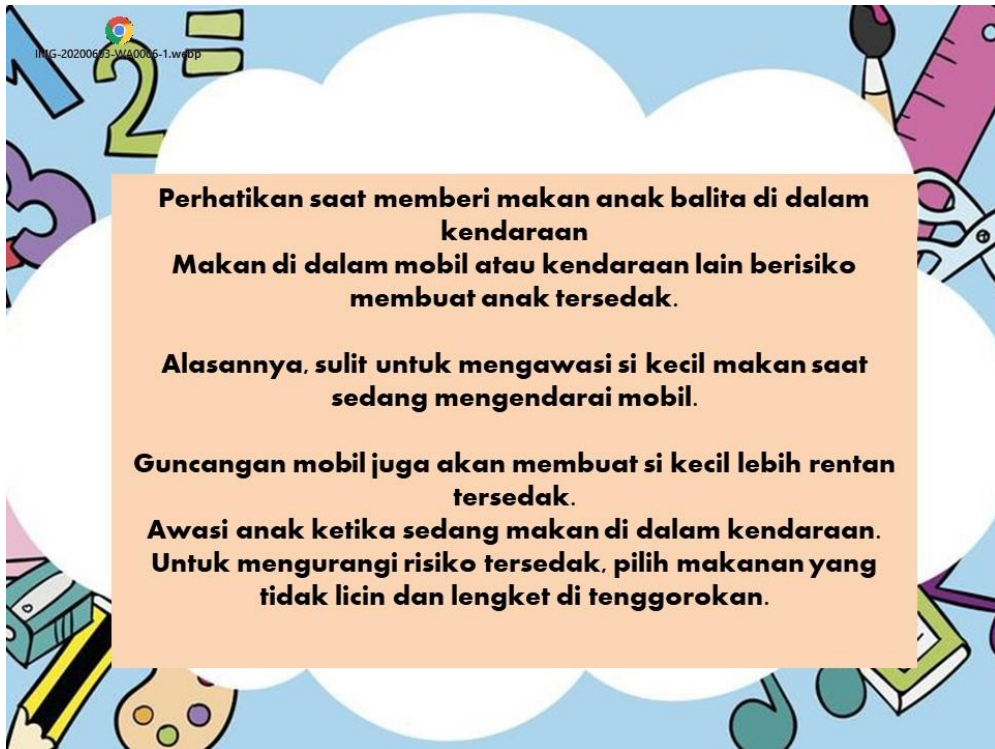 IMG-20200603-WA0006-1.webp
Perhatikan saat memberi makan anak balita di dalam
kendaraan
Makan di dalam mobil atau kendaraan lain berisiko
membuat anak tersedak.
Alasannya, sulit untuk mengawasi si kecil makan saat
sedang mengendarai mobil.
Guncangan mobil juga akan membuat si kecil lebih rentan
tersedak.
Awasi anak ketika sedang makan di dalam kendaraan.
Untuk mengurangi risiko tersedak, pilih makanan yang
tidak licin dan lengket di tenggorokan.